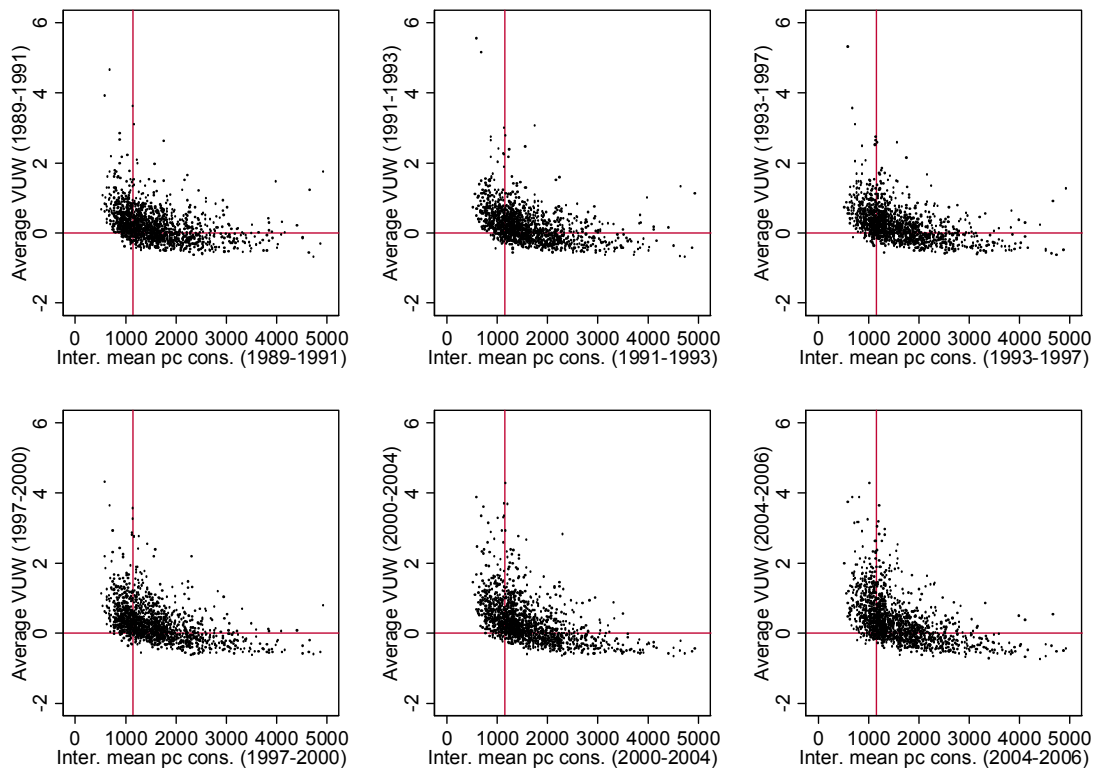 Average VUW (1989-1991)
6
4
2
0
-2
0 1000 2000 3000 4000 5000
Inter. mean pc cons. (1989-1991)
Average VUW (1991-1993)
6
4
2
0
-2
0 1000 2000 3000 4000 5000
Inter. mean pc cons. (1991-1993)
Average VUW (1993-1997)
6
4
2
0
-2
0 1000 2000 3000 4000 5000
Inter. mean pc cons. (1993-1997)
Average VUW (1997-2000)
6
4
2
0
-2
0 1000 2000 3000 4000 5000
Inter. mean pc cons. (1997-2000)
Average VUW (2000-2004)
6
4
2
0
-2
0 1000 2000 3000 4000 5000
Inter. mean pc cons. (2000-2004)
Average VUW (2004-2006)
6
4
2
0
-2
0 1000 2000 3000 4000 5000
Inter. mean pc cons. (2004-2006)